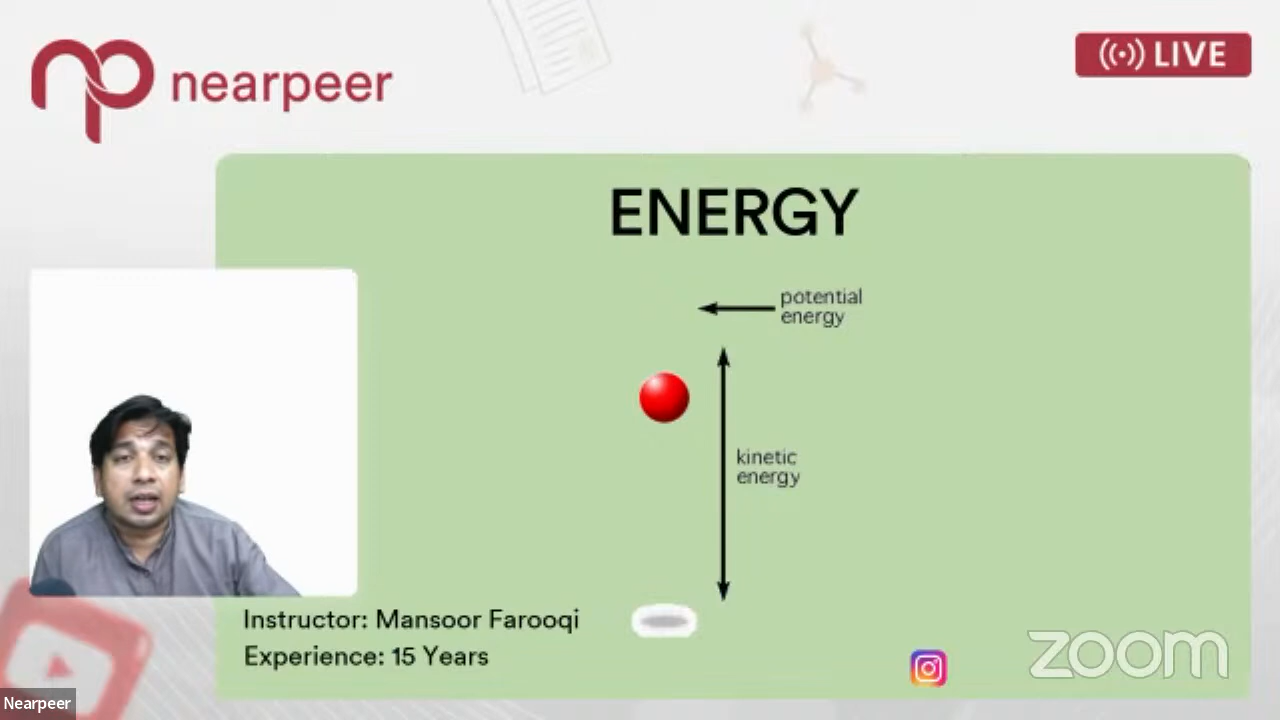 nearpeer
LIVE
ENERGY
potential
energy
kinetic
energy
Instructor: Mansoor Farooqi
Experience: 15 Years
zoom
Nearpeer